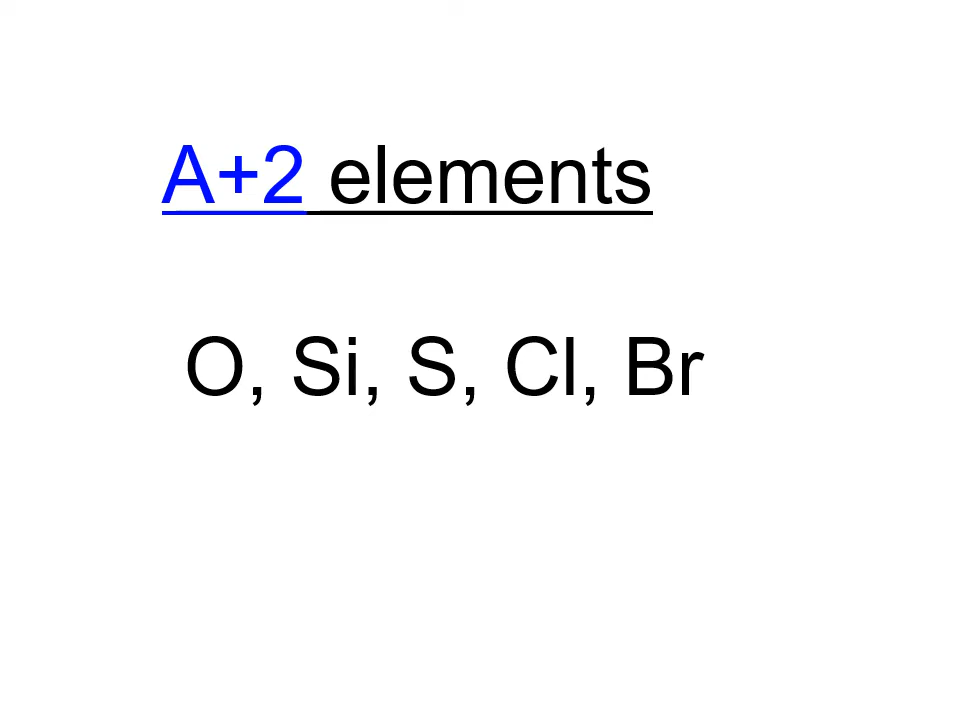 A+2 elements
O, Si, S, Cl, Br